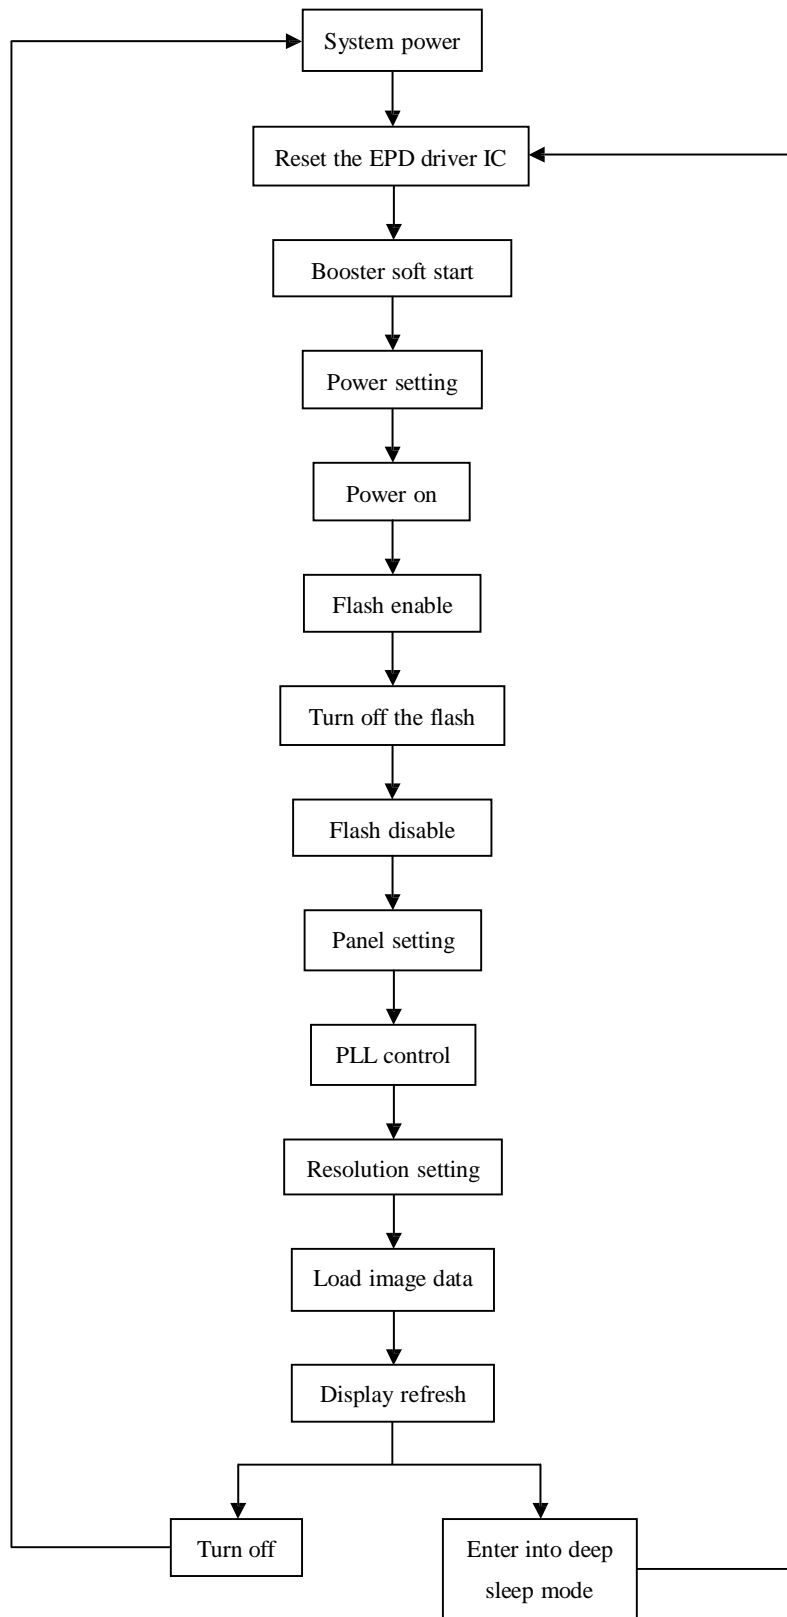 System power
Reset the EPD driver IC
Booster soft start
Power setting
Power on
Flash enable
Turn off the flash
Flash disable
Panel setting
PLL control
Resolution setting
Load image data
Display refresh
Turn off
Enter into deep
sleep mode